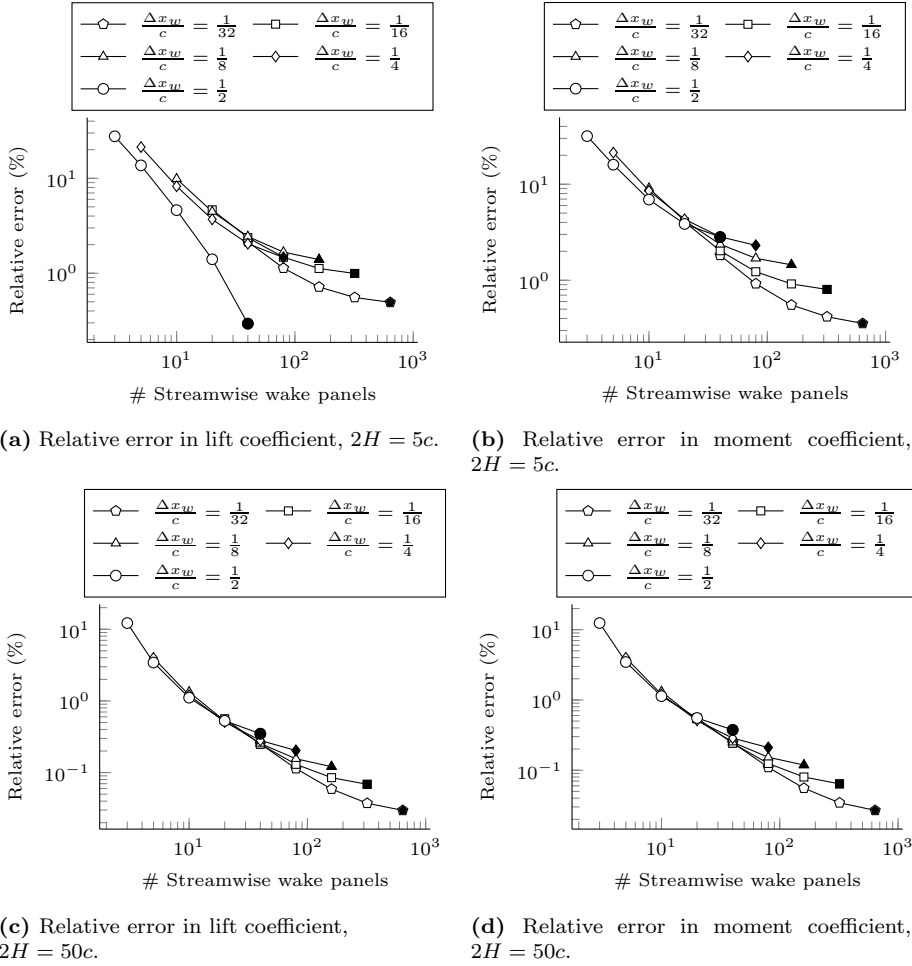 Δx_w/c = 1/32 Δx_w/c = 1/16
Δx_w/c = 1/8 Δx_w/c = 1/4
Δx_w/c = 1/2
Relative error (%)
10^1
10^0
10^1 10^2 10^3
# Streamwise wake panels
(a) Relative error in lift coefficient, 2H = 5c.
Δx_w/c = 1/32 Δx_w/c = 1/16
Δx_w/c = 1/8 Δx_w/c = 1/4
Δx_w/c = 1/2
Relative error (%)
10^1
10^0
10^1 10^2 10^3
# Streamwise wake panels
(b) Relative error in moment coefficient,
2H = 5c.
Δx_w/c = 1/32 Δx_w/c = 1/16
Δx_w/c = 1/8 Δx_w/c = 1/4
Δx_w/c = 1/2
Relative error (%)
10^1
10^0
10^−1
10^1 10^2 10^3
# Streamwise wake panels
(c) Relative error in lift coefficient,
2H = 50c.
Δx_w/c = 1/32 Δx_w/c = 1/16
Δx_w/c = 1/8 Δx_w/c = 1/4
Δx_w/c = 1/2
Relative error (%)
10^1
10^0
10^−1
10^1 10^2 10^3
# Streamwise wake panels
(d) Relative error in moment coefficient,
2H = 50c.